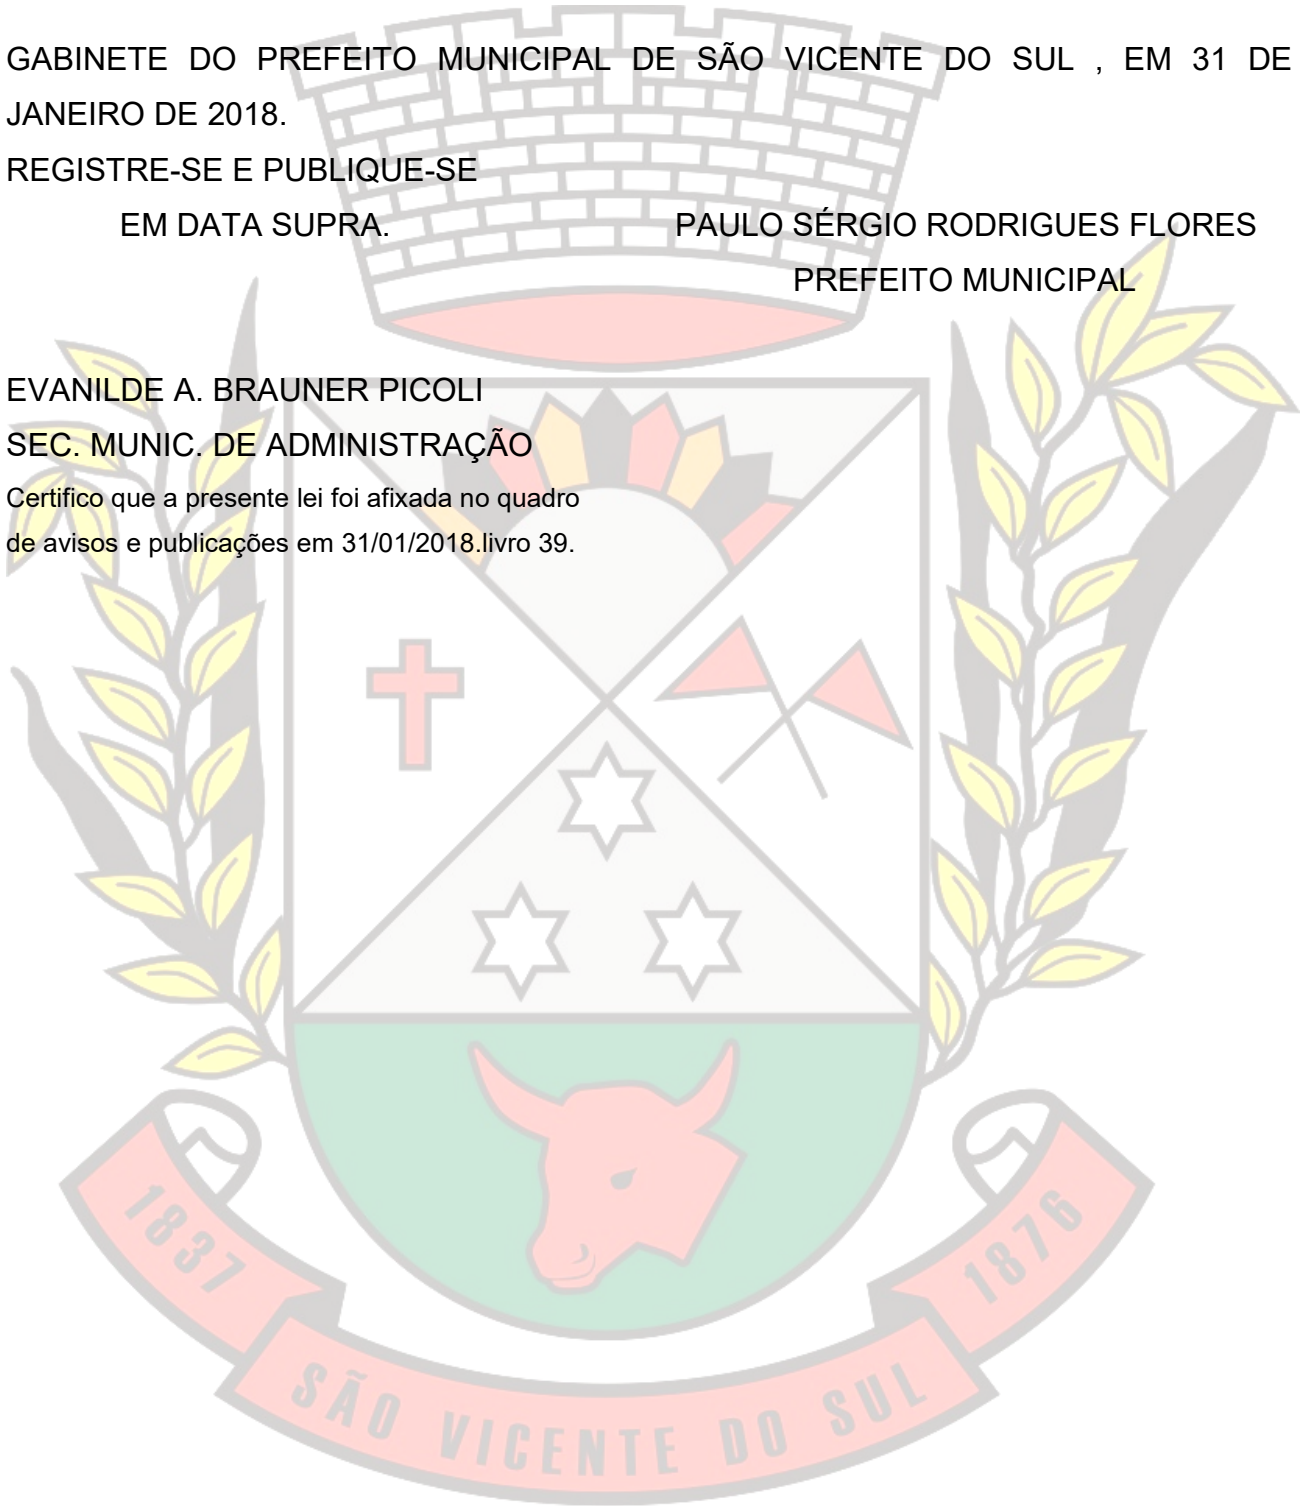 GABINETE DO PREFEITO MUNICIPAL DE SÃO VICENTE DO SUL , EM 31 DE
JANEIRO DE 2018.
REGISTRE-SE E PUBLIQUE-SE
EM DATA SUPRA. PAULO SÉRGIO RODRIGUES FLORES
PREFEITO MUNICIPAL
EVANILDE A. BRAUNER PICOLI
SEC. MUNIC. DE ADMINISTRAÇÃO
Certifico que a presente lei foi afixada no quadro
de avisos e publicações em 31/01/2018.livro 39.
1837
1876
SÃO VICENTE DO SUL